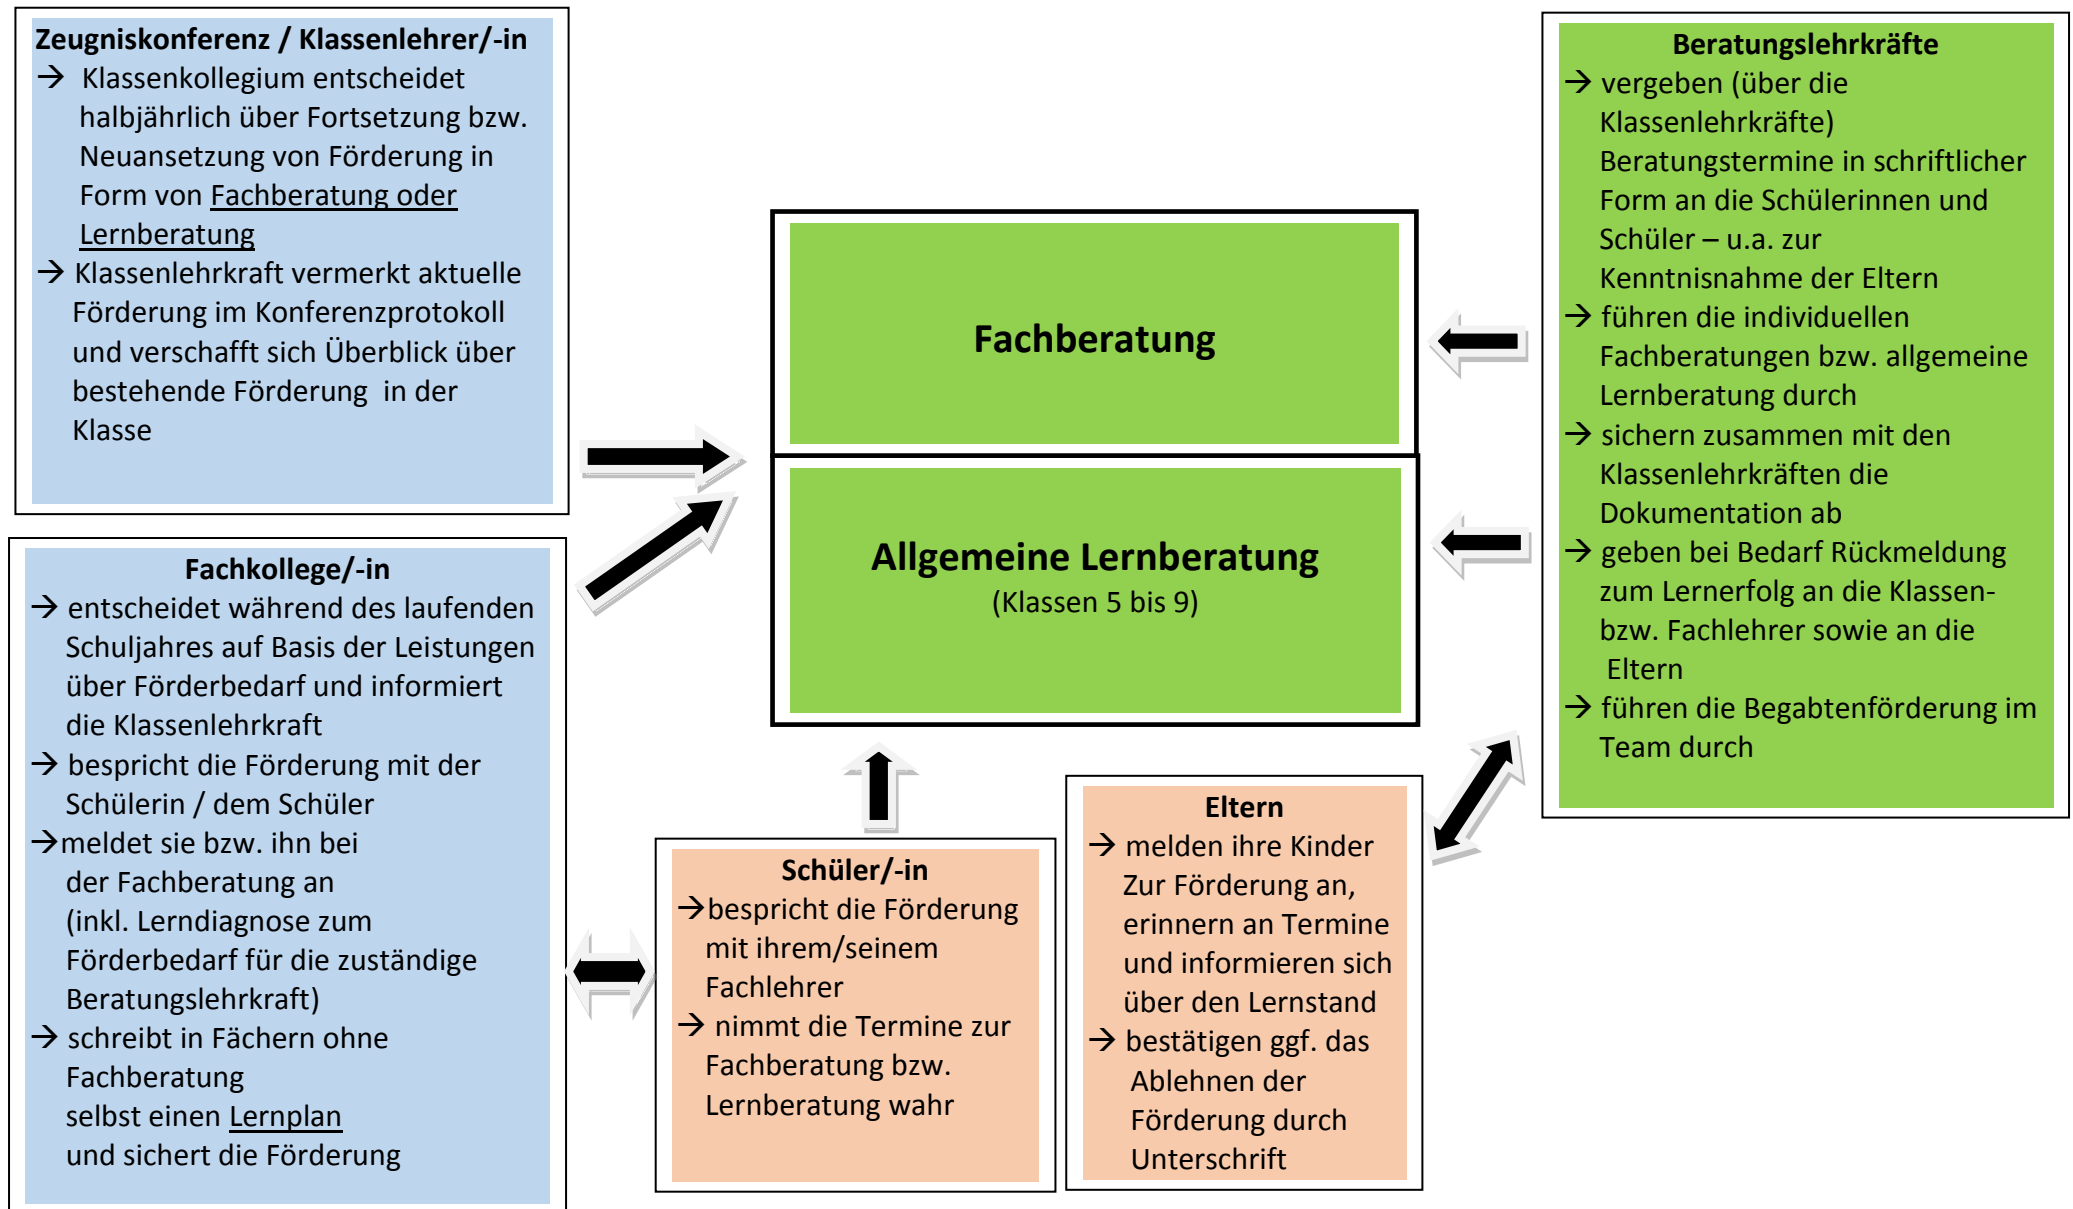 Zeugniskonferenz / Klassenlehrer/-in
→ Klassenkollegium entscheidet
halbjährlich über Fortsetzung bzw.
Neuansetzung von Förderung in
Form von Fachberatung oder
Lernberatung
→ Klassenlehrkraft vermerkt aktuelle
Förderung im Konferenzprotokoll
und verschafft sich Überblick über
bestehende Förderung in der
Klasse
Fachkollege/-in
→ entscheidet während des laufenden
Schuljahres auf Basis der Leistungen
über Förderbedarf und informiert
die Klassenlehrkraft
→ bespricht die Förderung mit der
Schülerin / dem Schüler
→meldet sie bzw. ihn bei
der Fachberatung an
(inkl. Lerndiagnose zum
Förderbedarf für die zuständige
Beratungslehrkraft)
→ schreibt in Fächern ohne
Fachberatung
selbst einen Lernplan
und sichert die Förderung
Fachberatung
Allgemeine Lernberatung
(Klassen 5 bis 9)
Schüler/-in
→bespricht die Förderung
mit ihrem/seinem
Fachlehrer
→ nimmt die Termine zur
Fachberatung bzw.
Lernberatung wahr
Eltern
→ melden ihre Kinder
Zur Förderung an,
erinnern an Termine
und informieren sich
über den Lernstand
→ bestätigen ggf. das
Ablehnen der
Förderung durch
Unterschrift
Beratungslehrkräfte
→ vergeben (über die
Klassenlehrkräfte)
Beratungstermine in schriftlicher
Form an die Schülerinnen und
Schüler – u.a. zur
Kenntnisnahme der Eltern
→ führen die individuellen
Fachberatungen bzw. allgemeine
Lernberatung durch
→ sichern zusammen mit den
Klassenlehrkräften die
Dokumentation ab
→ geben bei Bedarf Rückmeldung
zum Lernerfolg an die Klassen-
bzw. Fachlehrer sowie an die
Eltern
→ führen die Begabtenförderung im
Team durch